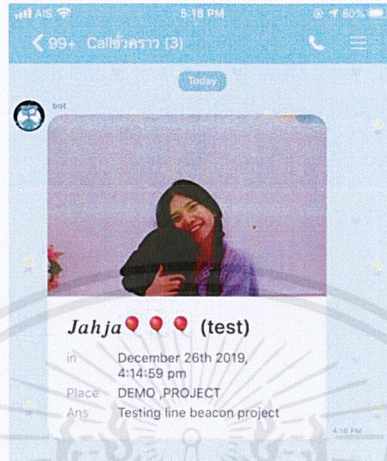 AIS 5:18 PM 80%
99+ Callชั่วคราว (3)
Today
bot
Jahja🎈🎈🎈 (test)
in December 26th 2019,
4:14:59 pm
Place DEMO ,PROJECT
Ans Testing line beacon project
4:16 PM